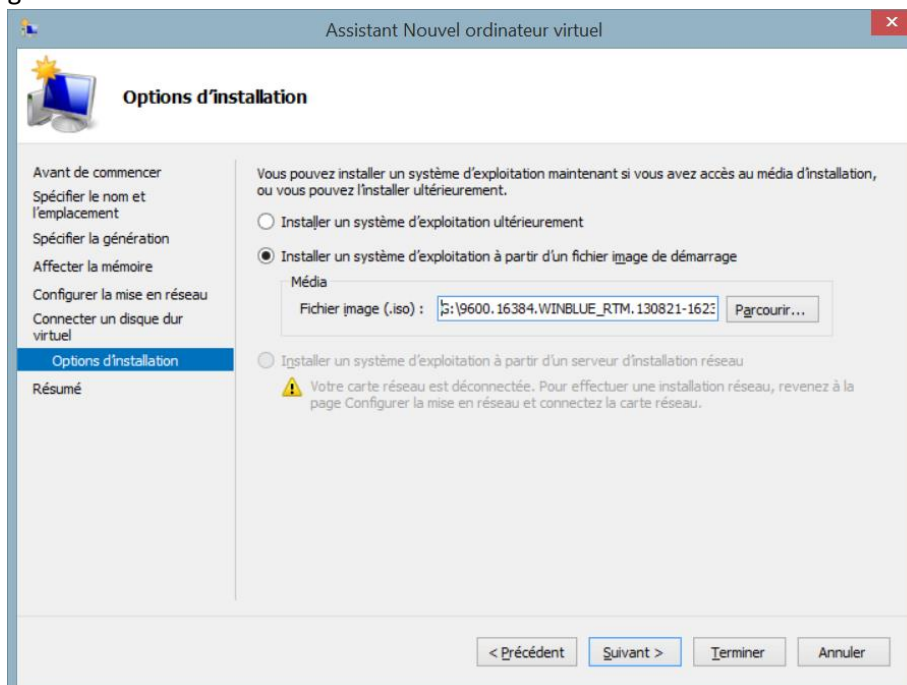 Assistant Nouvel ordinateur virtuel
Options d'installation
Avant de commencer
Spécifier le nom et
l'emplacement
Spécifier la génération
Affecter la mémoire
Configurer la mise en réseau
Connecter un disque dur
virtuel
Options d'installation
Résumé
Vous pouvez installer un système d'exploitation maintenant si vous avez accès au média d'installation,
ou vous pouvez l'installer ultérieurement.
Installer un système d'exploitation ultérieurement
Installer un système d'exploitation à partir d'un fichier image de démarrage
Média
Fichier image (.iso) : G:\9600.16384.WINBLUE_RTM.130821-1623 Parcourir...
Installer un système d'exploitation à partir d'un serveur d'installation réseau
Votre carte réseau est déconnectée. Pour effectuer une installation réseau, revenez à la
page Configurer la mise en réseau et connectez la carte réseau.
< Précédent Suivant > Terminer Annuler